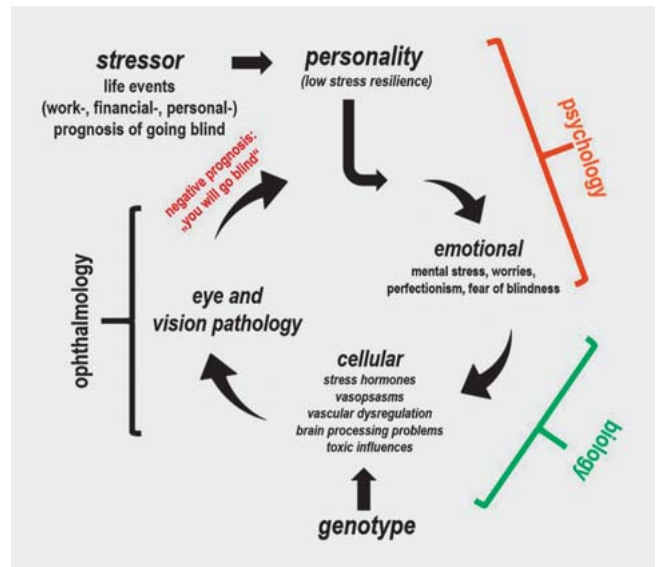 stressor
life events
(work-, financial-, personal-)
prognosis of going blind
personality
(low stress resilience)
psychology
negative prognosis:
„you will go blind“
emotional
mental stress, worries,
perfectionism, fear of blindness
ophthalmology
eye and
vision pathology
cellular
stress hormones
vasopsasms
vascular dysregulation
brain processing problems
toxic influences
biology
genotype